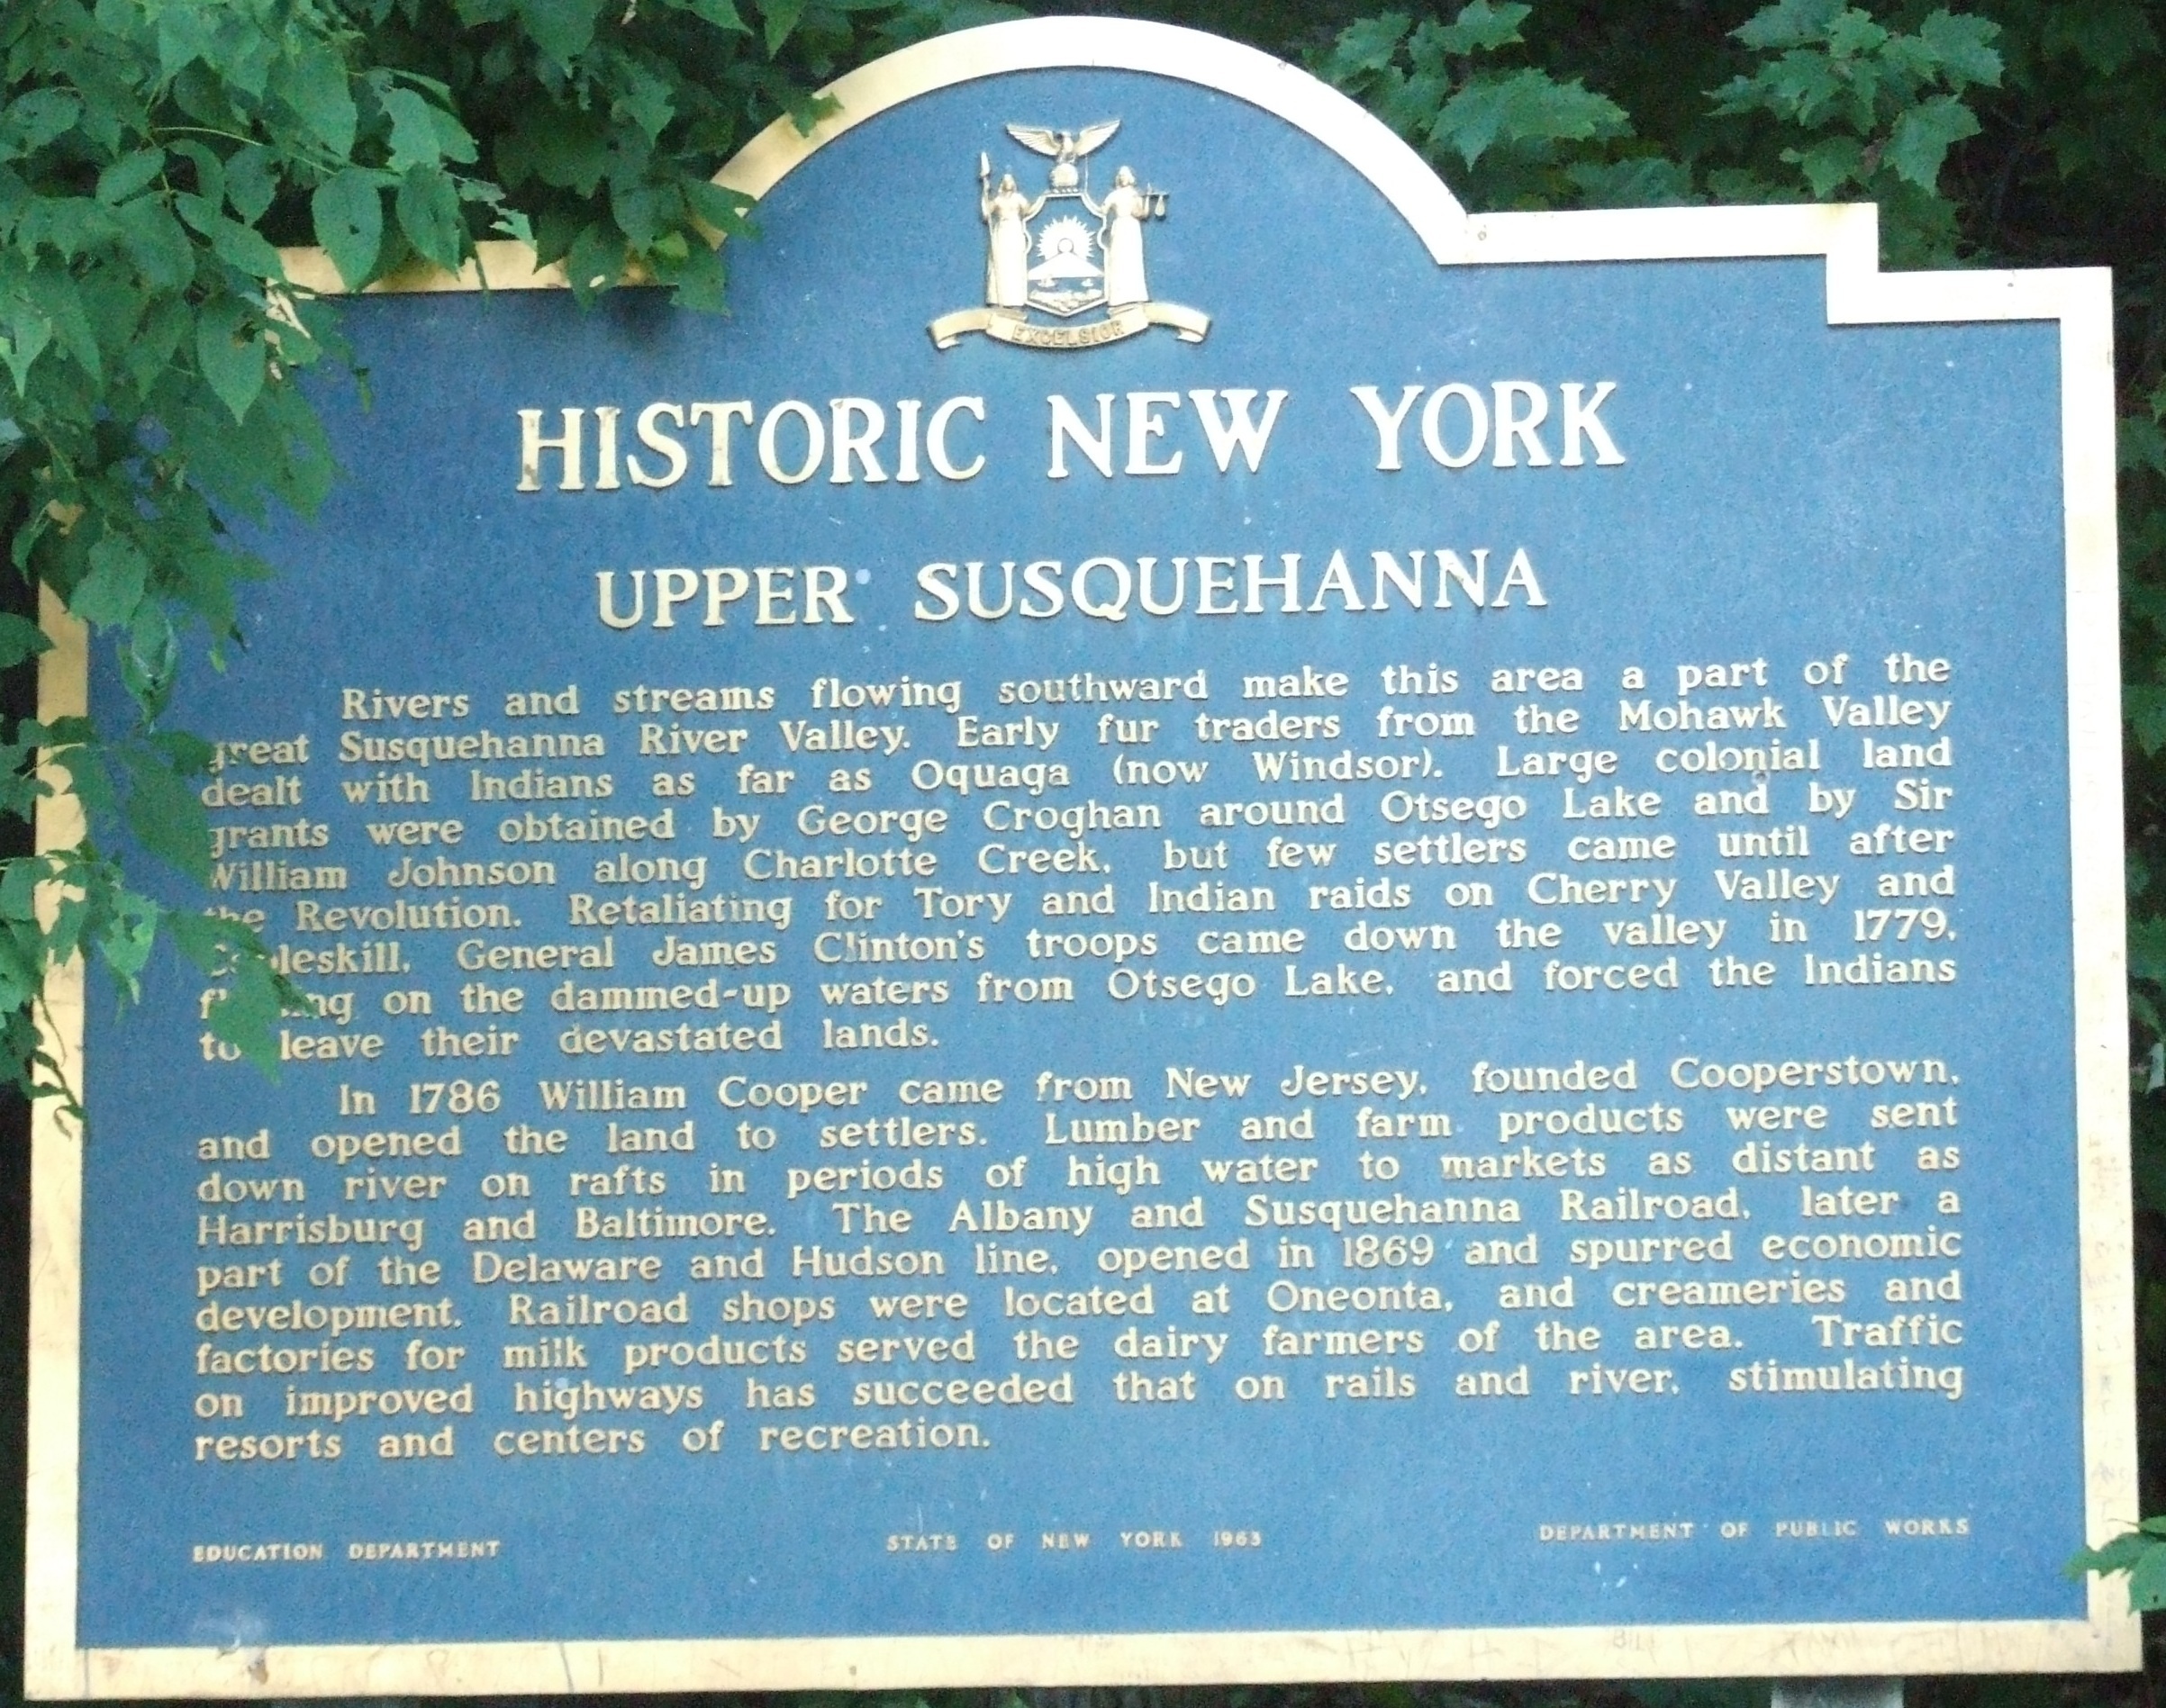 EXCELSIOR
HISTORIC NEW YORK
UPPER SUSQUEHANNA
Rivers and streams flowing southward make this area a part of the
great Susquehanna River Valley. Early fur traders from the Mohawk Valley
dealt with Indians as far as Oquaga (now Windsor). Large colonial land
grants were obtained by George Croghan around Otsego Lake and by Sir
William Johnson along Charlotte Creek, but few settlers came until after
the Revolution. Retaliating for Tory and Indian raids on Cherry Valley and
General James Clinton's troops came down the valley in 1779,
on the dammed-up waters from Otsego Lake, and forced the Indians
to leave their devastated lands.
In 1786 William Cooper came from New Jersey, founded Cooperstown,
and opened the land to settlers. Lumber and farm products were sent
down river on rafts in periods of high water to markets as distant as
Harrisburg and Baltimore. The Albany and Susquehanna Railroad, later a
part of the Delaware and Hudson line, opened in 1869 and spurred economic
development. Railroad shops were located at Oneonta, and creameries and
factories for milk products served the dairy farmers of the area. Traffic
on improved highways has succeeded that on rails and river, stimulating
resorts and centers of recreation.
EDUCATION DEPARTMENT STATE OF NEW YORK 1963 DEPARTMENT OF PUBLIC WORKS